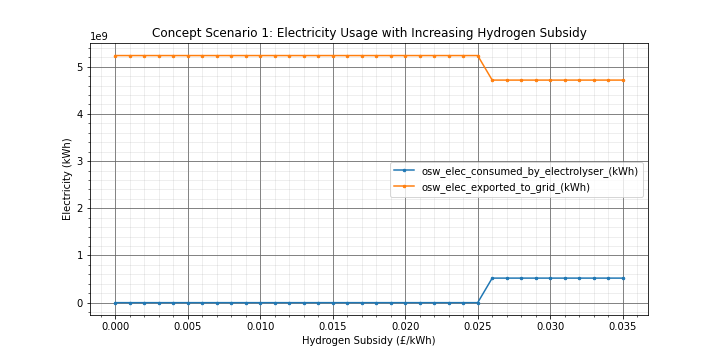 Concept Scenario 1: Electricity Usage with Increasing Hydrogen Subsidy
1e9
5
4
3
2
1
0
Electricity (kWh)
osw_elec_consumed_by_electrolyser_(kWh)
osw_elec_exported_to_grid_(kWh)
0.000 0.005 0.010 0.015 0.020 0.025 0.030 0.035
Hydrogen Subsidy (£/kWh)